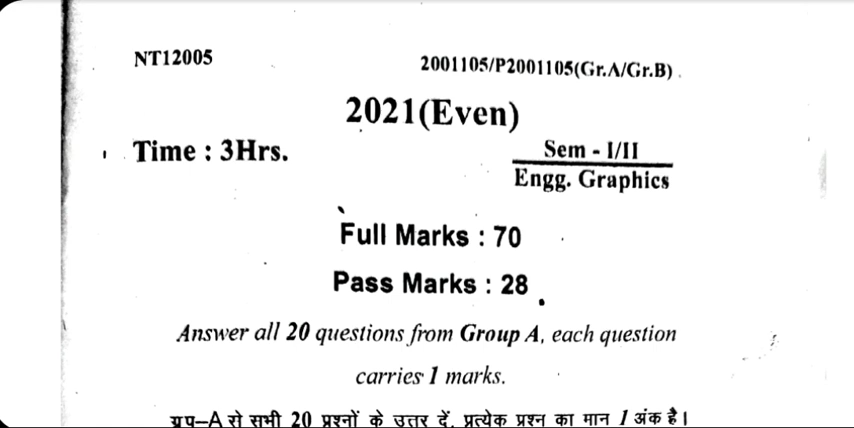 NT12005
2001105/P2001105(Gr.A/Gr.B)
2021(Even)
Time : 3Hrs.
Sem - I/II
Engg. Graphics
Full Marks : 70
Pass Marks : 28
Answer all 20 questions from Group A, each question
carries 1 marks.
ग्रुप–A से सभी 20 प्रश्नों के उत्तर दें, प्रत्येक प्रश्न का मान 1 अंक है।